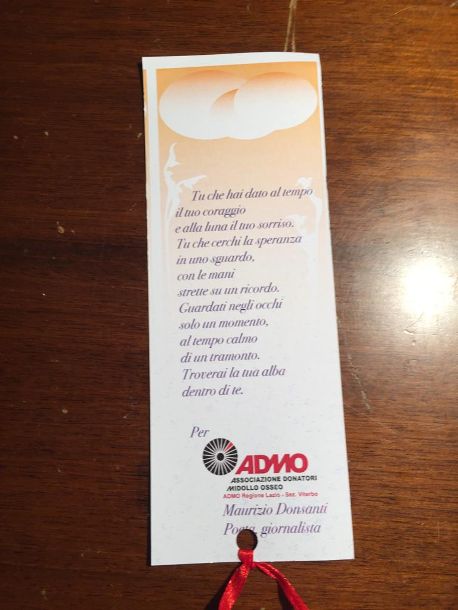 Tu che hai dato al tempo
il tuo coraggio
e alla luna il tuo sorriso.
Tu che cerchi la speranza
in uno sguardo,
con le mani
strette su un ricordo.
Guardati negli occhi
solo un momento,
al tempo calmo
di un tramonto.
Troverai la tua alba
dentro di te.
Per
ADMO
ASSOCIAZIONE DONATORI
MIDOLLO OSSEO
ADMO Regione Lazio - Sez. Viterbo
Maurizio Donsanti
Poeta, giornalista